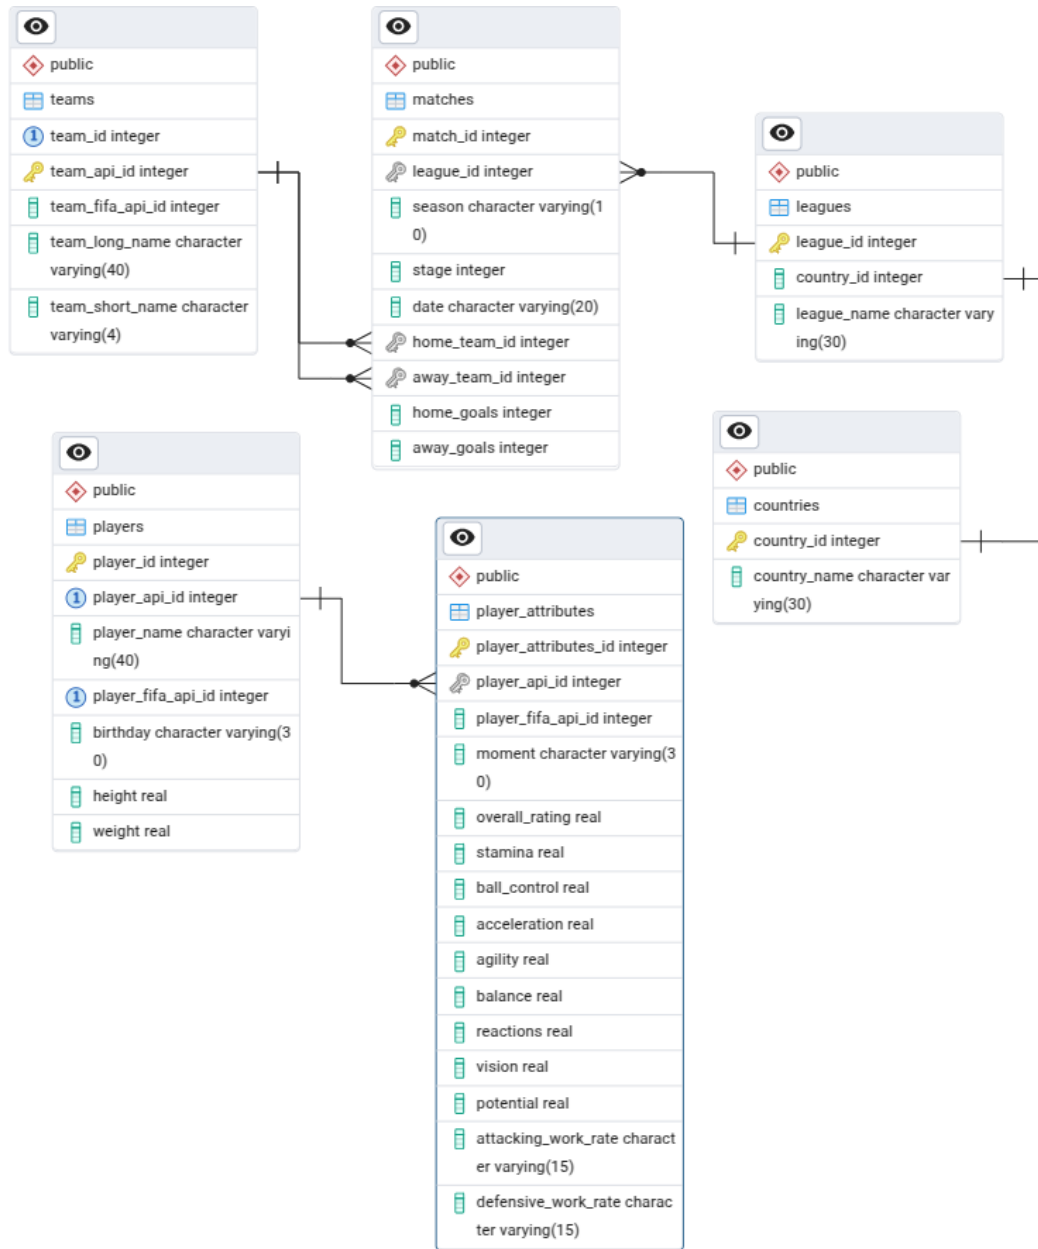 public
teams
team_id integer
team_api_id integer
team_fifa_api_id integer
team_long_name character
varying(40)
team_short_name character
varying(4)
public
matches
match_id integer
league_id integer
season character varying(1
0)
stage integer
date character varying(20)
home_team_id integer
away_team_id integer
home_goals integer
away_goals integer
public
leagues
league_id integer
country_id integer
league_name character vary
ing(30)
public
players
player_id integer
player_api_id integer
player_name character varyi
ng(40)
player_fifa_api_id integer
birthday character varying(3
0)
height real
weight real
public
player_attributes
player_attributes_id integer
player_api_id integer
player_fifa_api_id integer
moment character varying(3
0)
overall_rating real
stamina real
ball_control real
acceleration real
agility real
balance real
reactions real
vision real
potential real
attacking_work_rate charact
er varying(15)
defensive_work_rate charac
ter varying(15)
public
countries
country_id integer
country_name character var
ying(30)